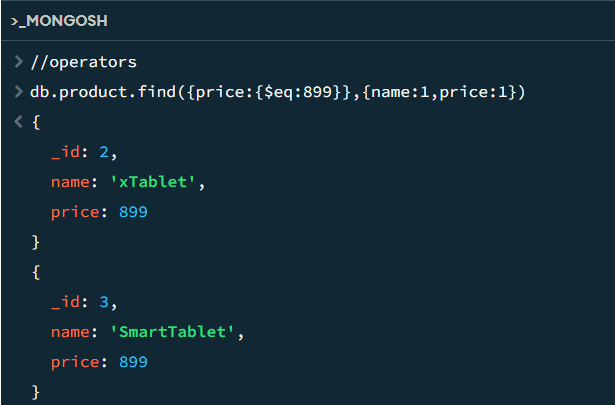 >_MONGOSH
> //operators
> db.product.find({price:{$eq:899}},{name:1,price:1})
< {
_id: 2,
name: 'xTablet',
price: 899
}
{
_id: 3,
name: 'SmartTablet',
price: 899
}